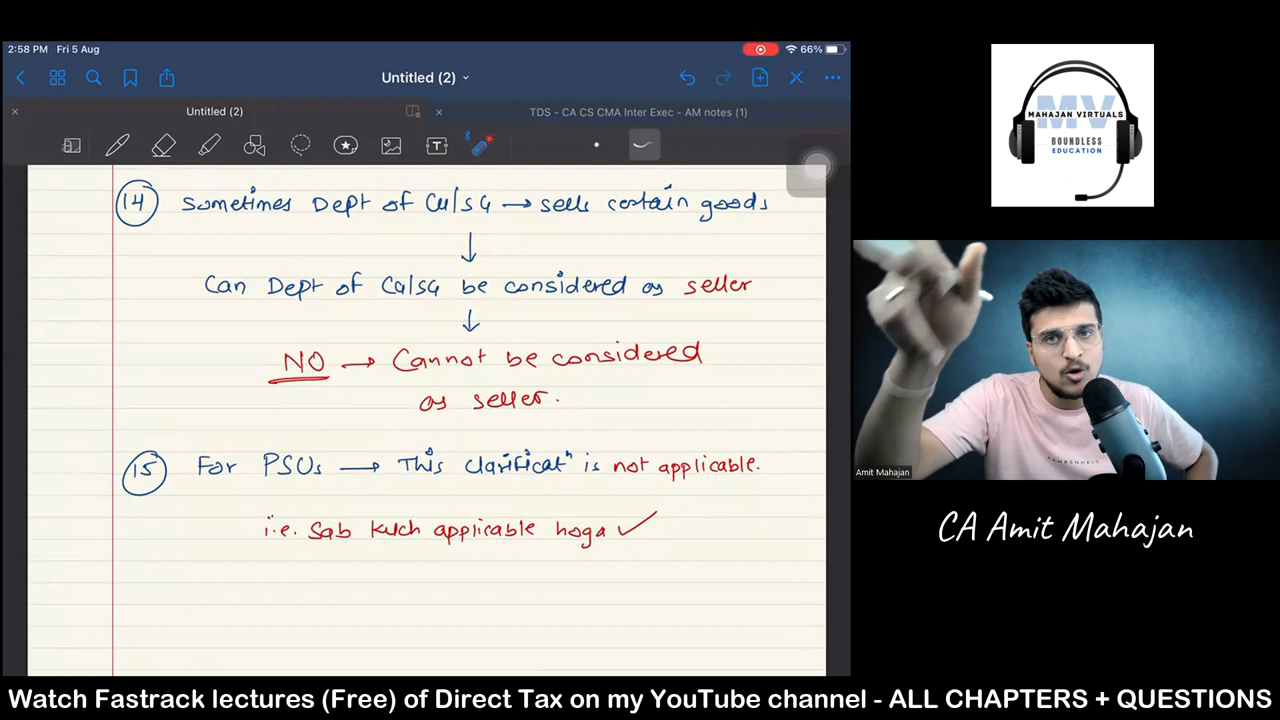 2:58 PM Fri 5 Aug
66%
Untitled (2)
Untitled (2)
TDS - CA CS CMA Inter Exec - AM notes (1)
14 Sometimes Dept of CG/SG → sells certain goods
↓
Can Dept of CG/SG be considered as seller
↓
NO → Cannot be considered
as seller.
15 For PSUs → This clarificatⁿ is not applicable.
i.e. Sab kuch applicable hoga ✓
MV
MAHAJAN VIRTUALS
BOUNDLESS
EDUCATION
FAHRENHEIT
Amit Mahajan
CA Amit Mahajan
Watch Fastrack lectures (Free) of Direct Tax on my YouTube channel - ALL CHAPTERS + QUESTIONS